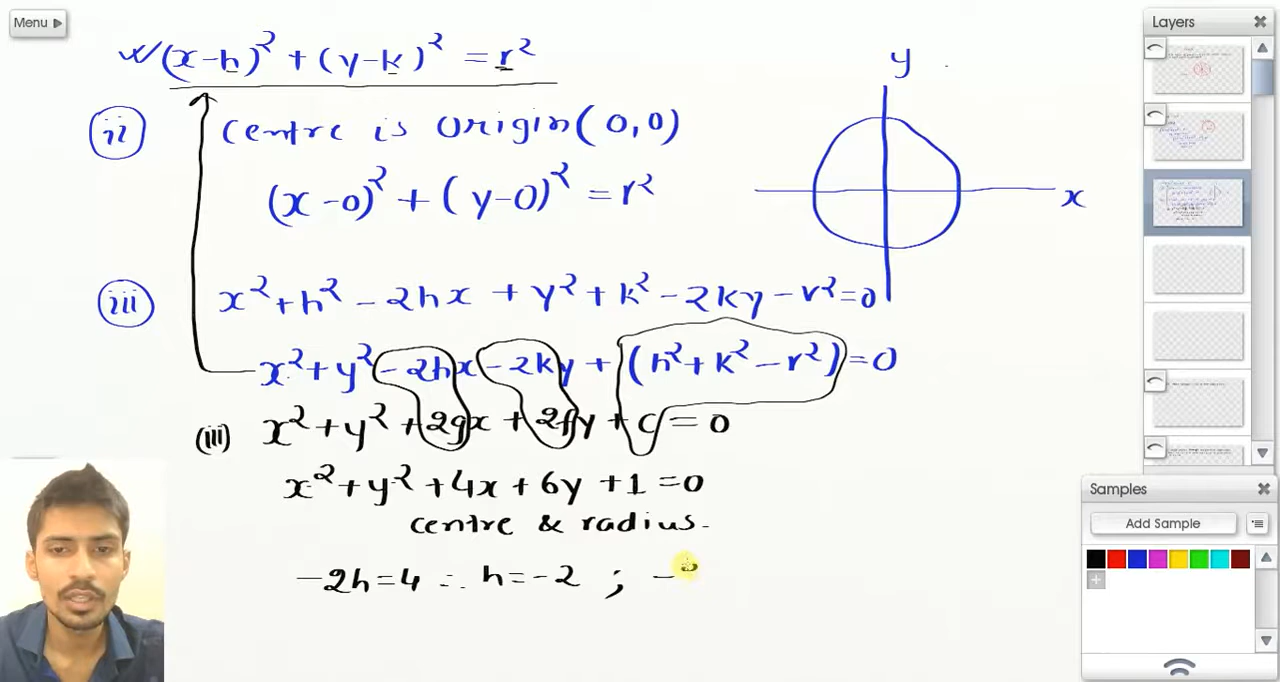 Menu
(x-h)² + (y-k)² = r²
(ii) Centre is Origin(0,0)
(x-0)² + (y-0)² = r²
y
x
(iii) x²+h² - 2hx + y²+k² - 2ky - r²=0
x²+y² - 2hx - 2ky + (h²+k² - r²)=0
(iii) x²+y² + 2gx + 2fy + c = 0
x²+y² + 4x + 6y + 1 = 0
centre & radius.
-2h=4 ∴ h=-2 ; -
Layers
Samples
Add Sample